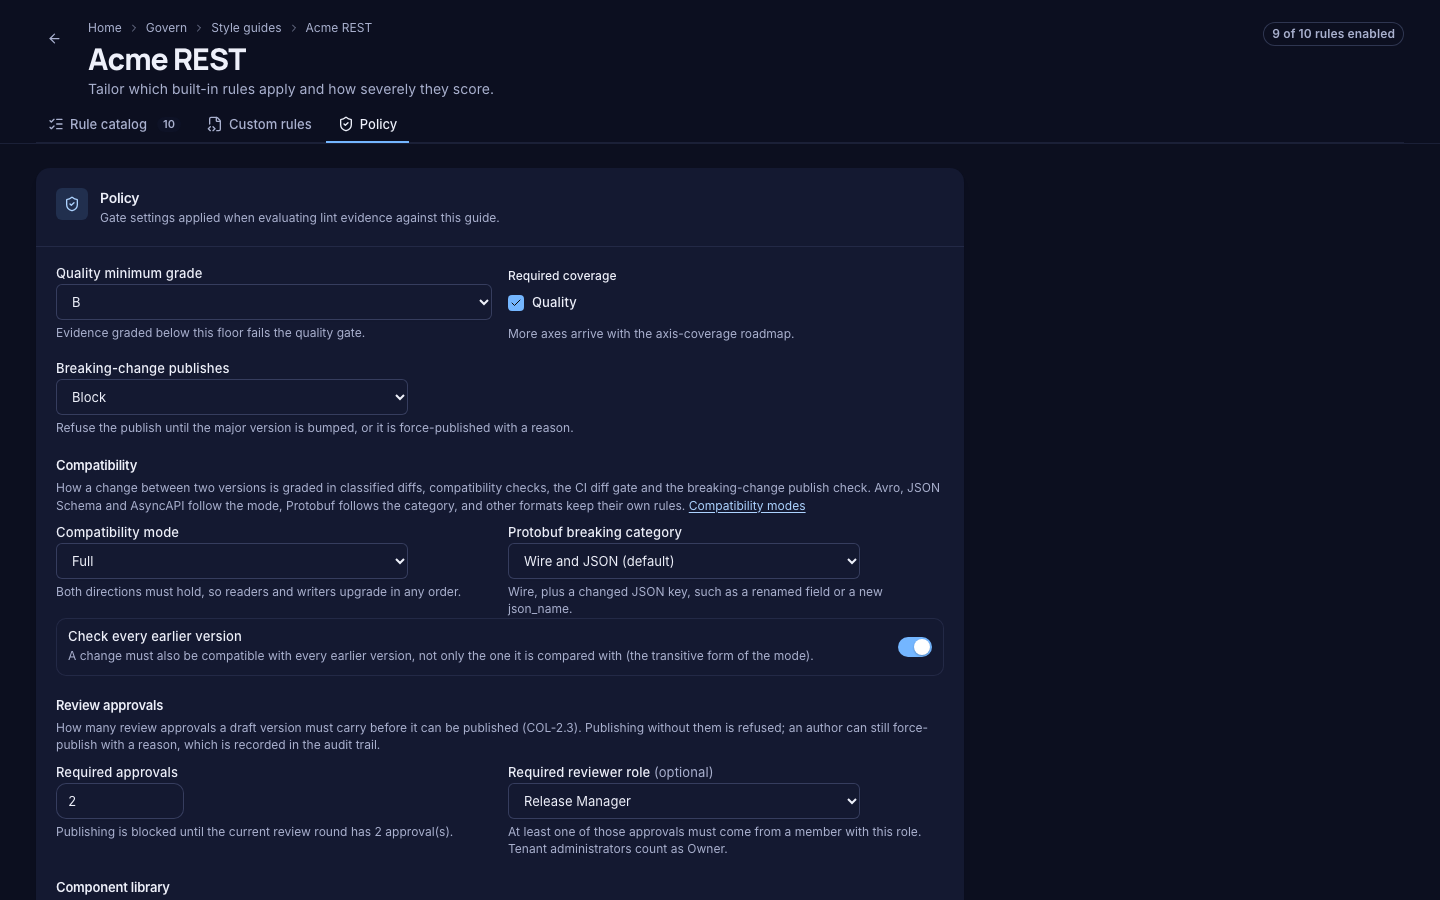 Home > Govern > Style guides > Acme REST
9 of 10 rules enabled
Acme REST
Tailor which built-in rules apply and how severely they score.
Rule catalog 10 Custom rules Policy
Policy
Gate settings applied when evaluating lint evidence against this guide.
Quality minimum grade
B
Evidence graded below this floor fails the quality gate.
Required coverage
Quality
More axes arrive with the axis-coverage roadmap.
Breaking-change publishes
Block
Refuse the publish until the major version is bumped, or it is force-published with a reason.
Compatibility
How a change between two versions is graded in classified diffs, compatibility checks, the CI diff gate and the breaking-change publish check. Avro, JSON
Schema and AsyncAPI follow the mode, Protobuf follows the category, and other formats keep their own rules. Compatibility modes
Compatibility mode
Full
Both directions must hold, so readers and writers upgrade in any order.
Protobuf breaking category
Wire and JSON (default)
Wire, plus a changed JSON key, such as a renamed field or a new
json_name.
Check every earlier version
A change must also be compatible with every earlier version, not only the one it is compared with (the transitive form of the mode).
Review approvals
How many review approvals a draft version must carry before it can be published (COL-2.3). Publishing without them is refused; an author can still force-
publish with a reason, which is recorded in the audit trail.
Required approvals
2
Publishing is blocked until the current review round has 2 approval(s).
Required reviewer role (optional)
Release Manager
At least one of those approvals must come from a member with this role.
Tenant administrators count as Owner.
Component library